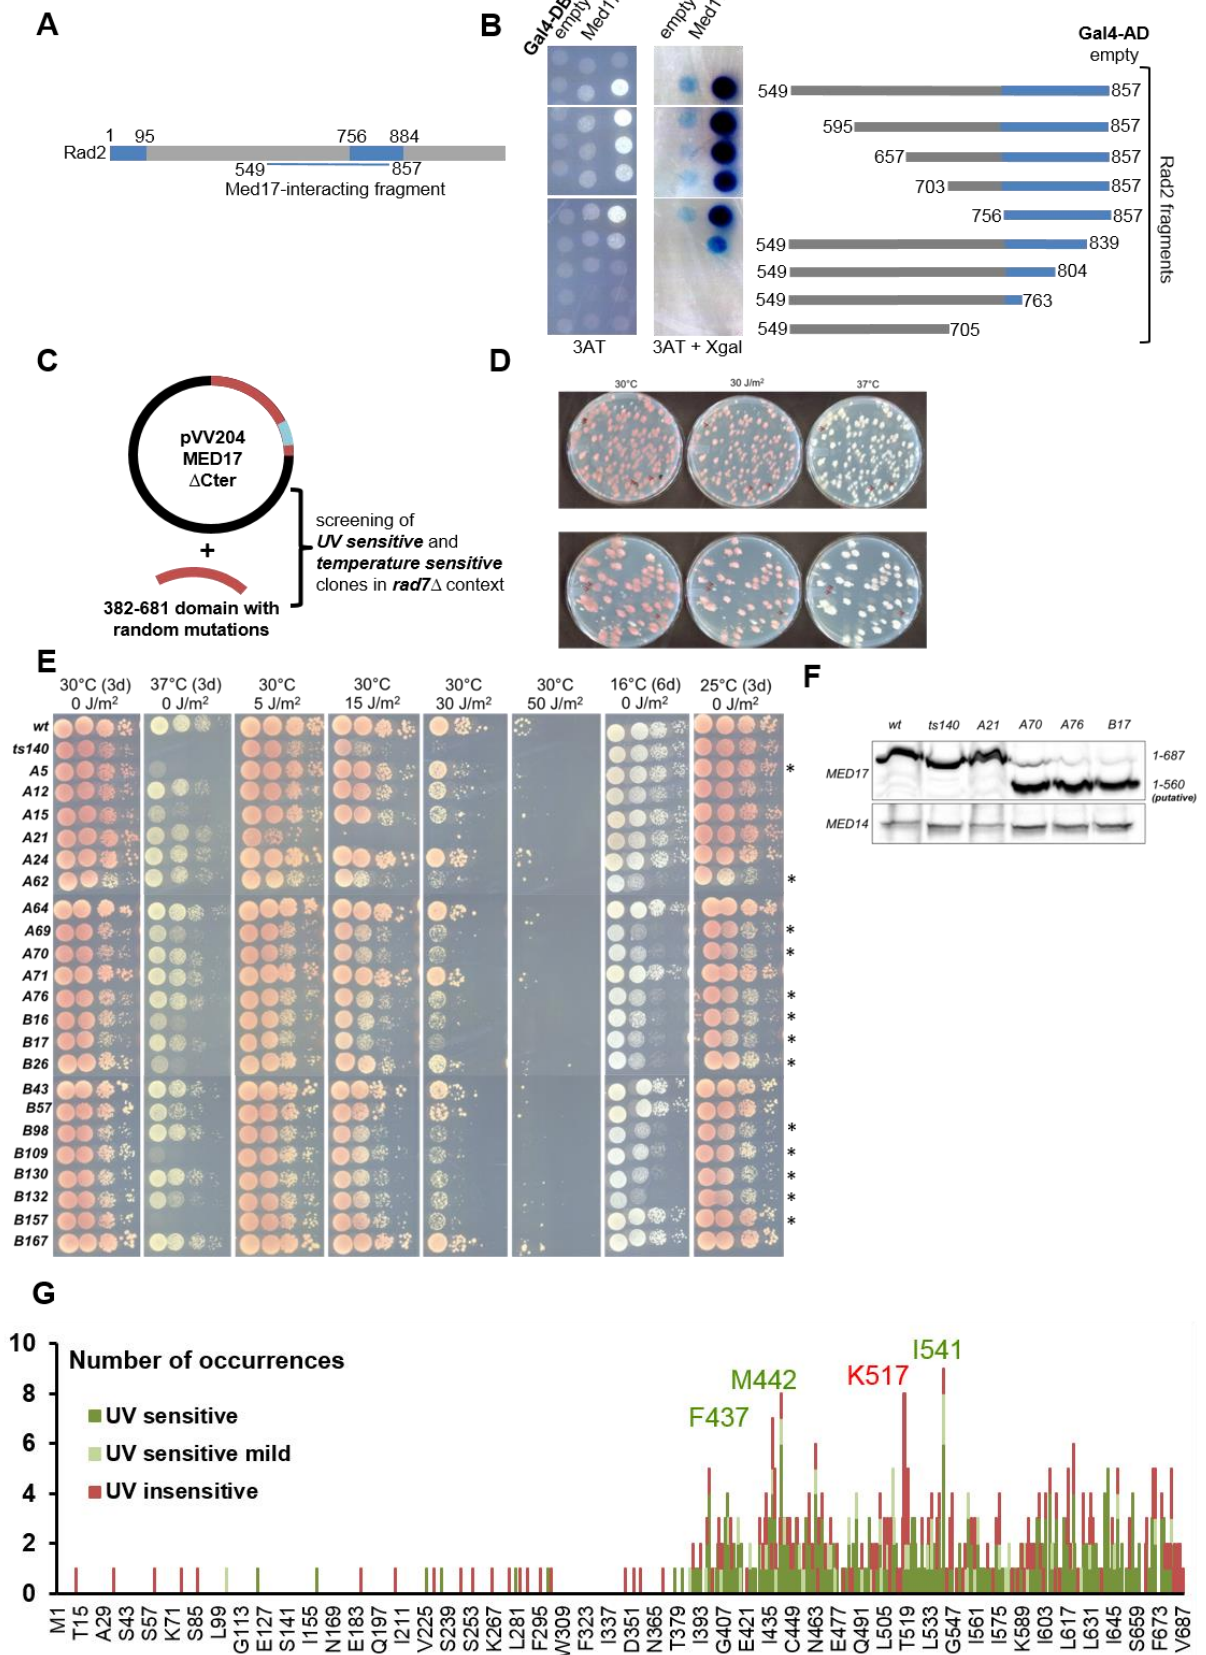 A
1 95 756 884
Rad2
549 857
Med17-interacting fragment
B
Gal4-DB
empty
Med17
empty
Gal4-AD
empty
549 857
595 857
657 857
703 857
756 857
549 839
549 804
549 763
549 705
Rad2 fragments
3AT 3AT + Xgal
C
pVV204
MED17
ΔCter
+
382-681 domain with
random mutations
screening of
UV sensitive and
temperature sensitive
clones in rad7Δ context
D
30°C 30 J/m² 37°C
E
30°C (3d) 37°C (3d) 30°C 30°C 30°C 30°C 16°C (6d) 25°C (3d)
0 J/m² 0 J/m² 5 J/m² 15 J/m² 30 J/m² 50 J/m² 0 J/m² 0 J/m²
wt
ts140
A5 *
A12
A15
A21
A24
A62 *
A64
A69 *
A70 *
A71
A76 *
B16 *
B17 *
B26 *
B43
B57
B98 *
B109 *
B130 *
B132 *
B157 *
B167
F
wt ts140 A21 A70 A76 B17
MED17
1-687
1-560
(putative)
MED14
G
Number of occurrences
UV sensitive
UV sensitive mild
UV insensitive
F437
M442
K517
I541
10
8
6
4
2
0
M1 T15 A29 S43 S57 K71 S85 L99 G113 E127 S141 I155 N169 E183 Q197 I211 V225 S239 S253 K267 L281 F295 W309 F323 I337 D351 N365 T379 I393 G407 E421 I435 C449 N463 E477 Q491 L505 T519 L533 G547 I561 I575 K589 I603 L617 L631 I645 S659 F673 V687